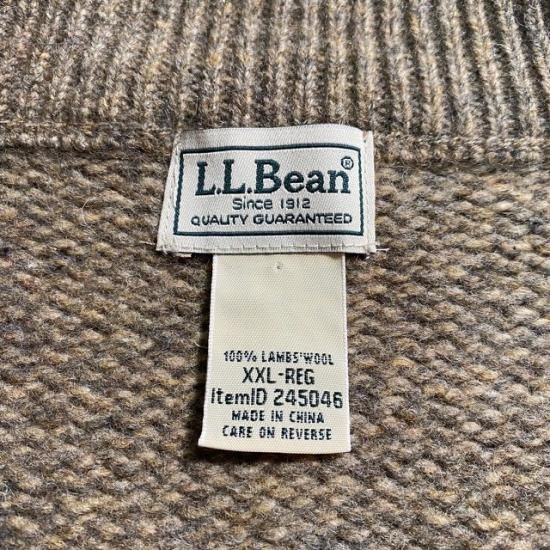 L.L.Bean®
Since 1912
QUALITY GUARANTEED
100% LAMBS' WOOL
XXL-REG
ItemID 245046
MADE IN CHINA
CARE ON REVERSE